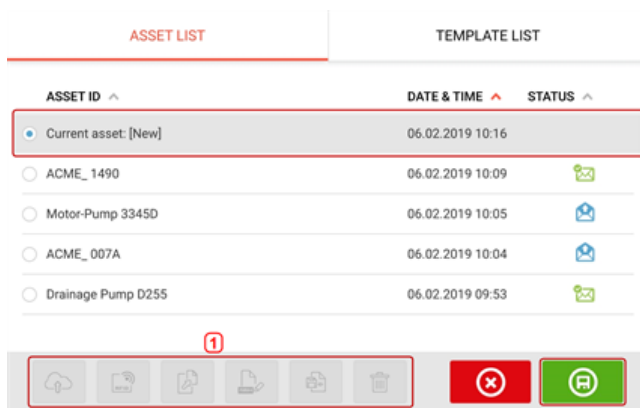 ASSET LIST TEMPLATE LIST
ASSET ID DATE & TIME STATUS
Current asset: [New] 06.02.2019 10:16
ACME_ 1490 06.02.2019 10:09
Motor-Pump 3345D 06.02.2019 10:05
ACME_ 007A 06.02.2019 10:04
Drainage Pump D255 06.02.2019 09:53
1